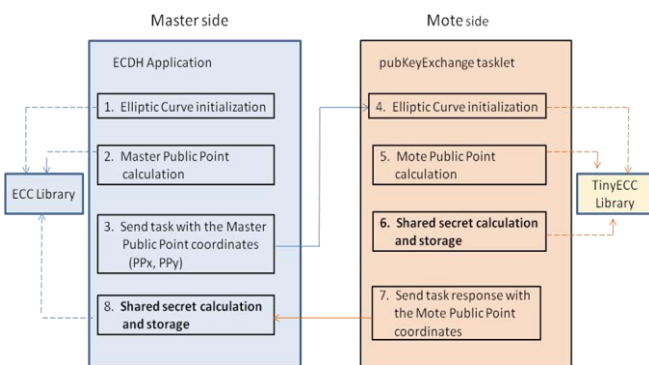 Master side
Mote side
ECDH Application
pubKeyExchange tasklet
1. Elliptic Curve initialization
4. Elliptic Curve initialization
2. Master Public Point
calculation
5. Mote Public Point
calculation
ECC Library
TinyECC
Library
3. Send task with the Master
Public Point coordinates
(PPx, PPy)
6. Shared secret calculation
and storage
8. Shared secret calculation
and storage
7. Send task response with
the Mote Public Point
coordinates